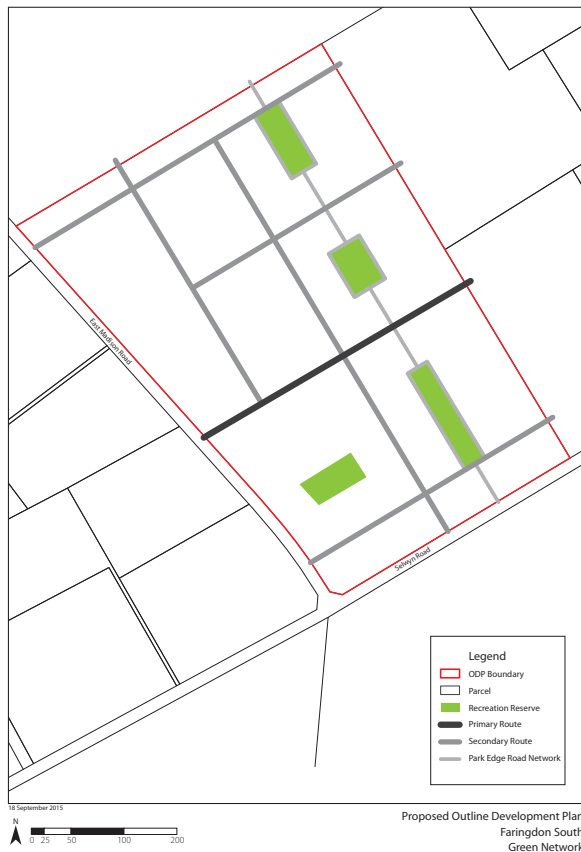 East Madison Road
Selwyn Road
Legend
ODP Boundary
Parcel
Recreation Reserve
Primary Route
Secondary Route
Park Edge Road Network
18 September 2015
N
0 25 50 100 200
Proposed Outline Development Plan
Faringdon South
Green Network